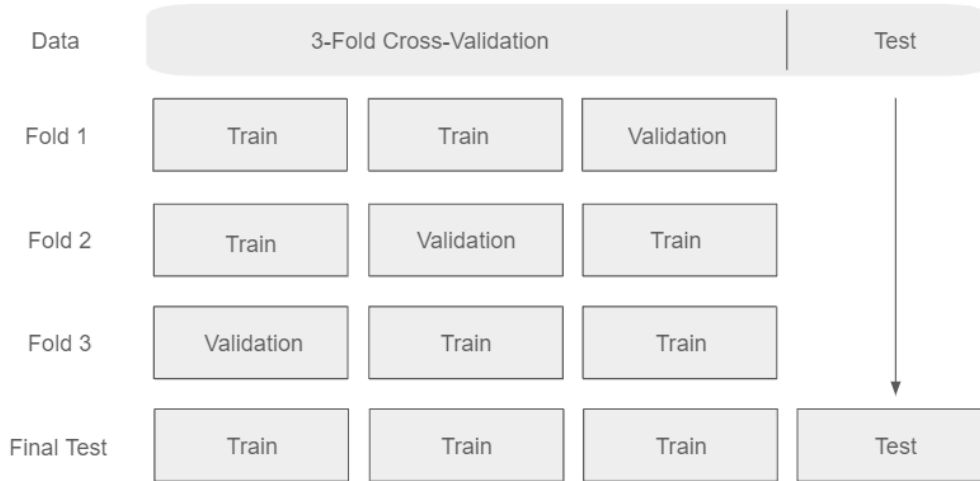 Data 3-Fold Cross-Validation Test
Fold 1 Train Train Validation
Fold 2 Train Validation Train
Fold 3 Validation Train Train
Final Test Train Train Train Test